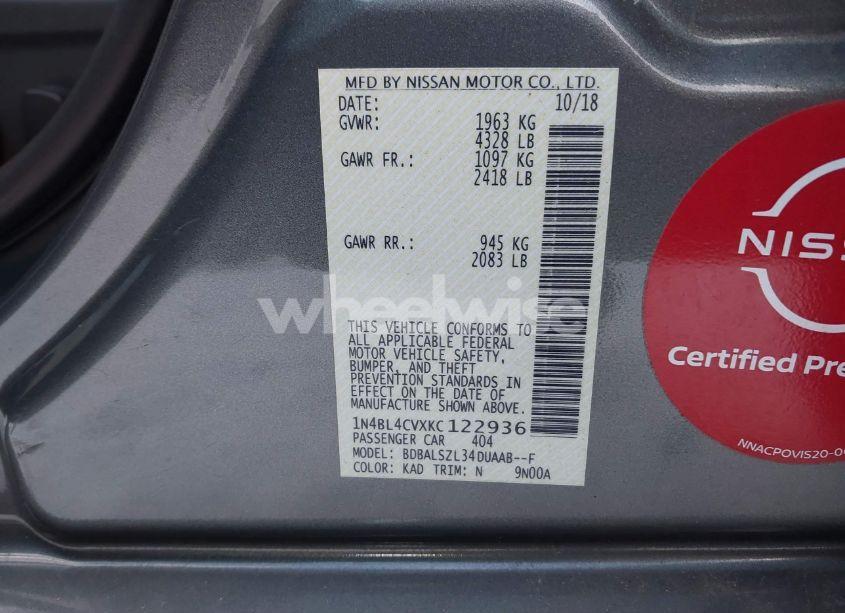 MFD BY NISSAN MOTOR CO., LTD.
DATE: 10/18
GVWR: 1963 KG
4328 LB
GAWR FR.: 1097 KG
2418 LB
GAWR RR.: 945 KG
2083 LB
wheelwise
THIS VEHICLE CONFORMS TO
ALL APPLICABLE FEDERAL
MOTOR VEHICLE SAFETY,
BUMPER, AND THEFT
PREVENTION STANDARDS IN
EFFECT ON THE DATE OF
MANUFACTURE SHOWN ABOVE.
1N4BL4CVXKC122936
PASSENGER CAR 404
MODEL: BDBALSZL34DUAAB--F
COLOR: KAD TRIM: N 9N00A
NISS
Certified Pre
NNACPOVIS20-0